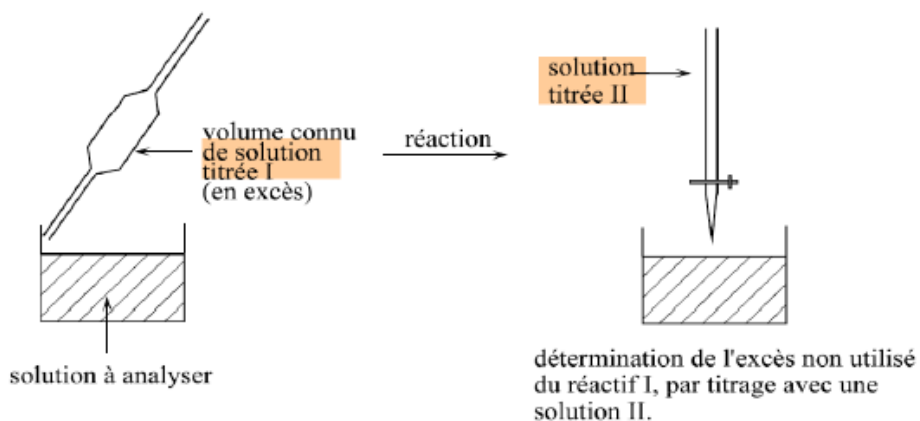 volume connu
de solution
titrée I
(en excès)
réaction
solution
titrée II
solution à analyser
détermination de l'excès non utilisé
du réactif I, par titrage avec une
solution II.